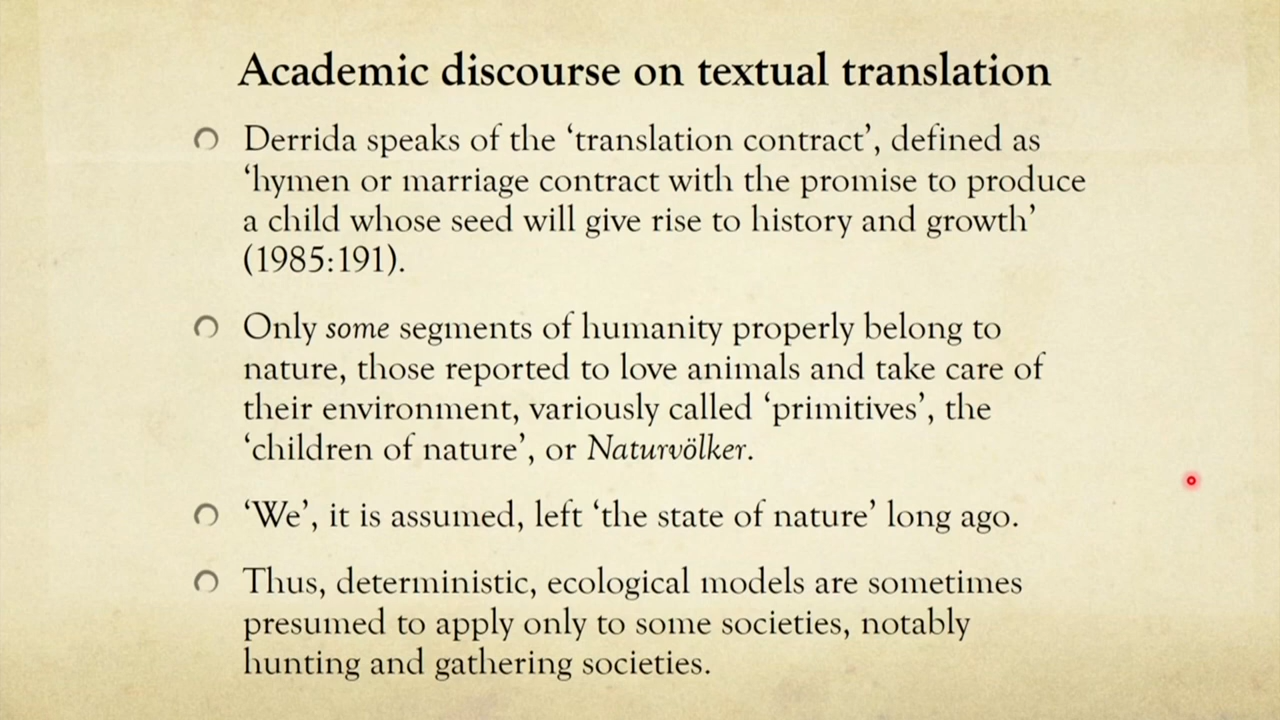 Academic discourse on textual translation
Derrida speaks of the ‘translation contract’, defined as
‘hymen or marriage contract with the promise to produce
a child whose seed will give rise to history and growth’
(1985:191).
Only some segments of humanity properly belong to
nature, those reported to love animals and take care of
their environment, variously called ‘primitives’, the
‘children of nature’, or Naturvölker.
‘We’, it is assumed, left ‘the state of nature’ long ago.
Thus, deterministic, ecological models are sometimes
presumed to apply only to some societies, notably
hunting and gathering societies.